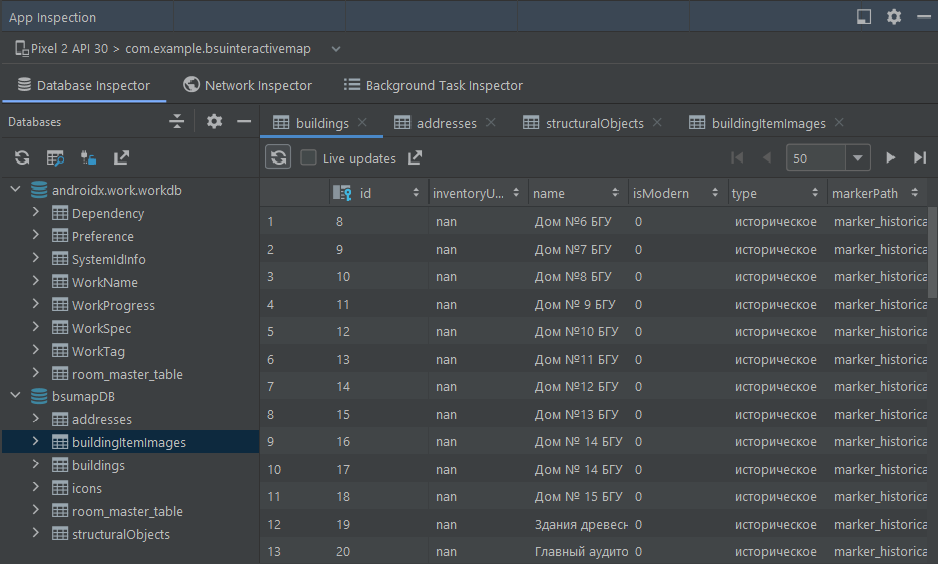 App Inspection
Pixel 2 API 30 > com.example.bsuinteractivemap
Database Inspector Network Inspector Background Task Inspector
Databases
buildings addresses structuralObjects buildingItemImages
Live updates 50
androidx.work.workdb
Dependency
Preference
SystemIdInfo
WorkName
WorkProgress
WorkSpec
WorkTag
room_master_table
bsumapDB
addresses
buildingItemImages
buildings
icons
room_master_table
structuralObjects
id inventoryU... name isModern type markerPath
1 8 nan Дом №6 БГУ 0 историческое marker_historica
2 9 nan Дом №7 БГУ 0 историческое marker_historica
3 10 nan Дом №8 БГУ 0 историческое marker_historica
4 11 nan Дом № 9 БГУ 0 историческое marker_historica
5 12 nan Дом №10 БГУ 0 историческое marker_historica
6 13 nan Дом №11 БГУ 0 историческое marker_historica
7 14 nan Дом №12 БГУ 0 историческое marker_historica
8 15 nan Дом №13 БГУ 0 историческое marker_historica
9 16 nan Дом № 14 БГУ 0 историческое marker_historica
10 17 nan Дом № 14 БГУ 0 историческое marker_historica
11 18 nan Дом № 15 БГУ 0 историческое marker_historica
12 19 nan Здания древесн 0 историческое marker_historica
13 20 nan Главный аудито 0 историческое marker_historica